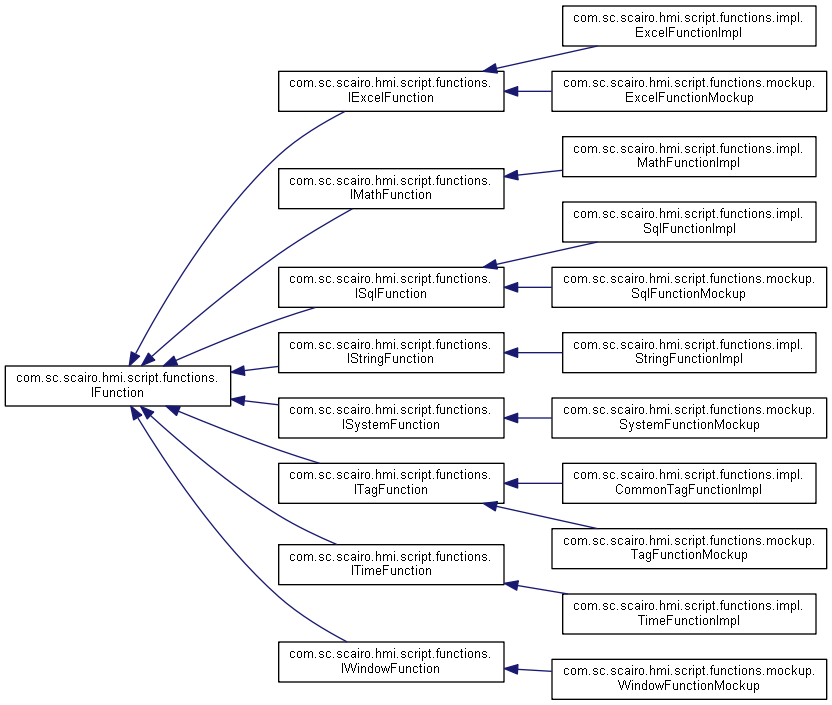 com.sc.scairo.hmi.script.functions.impl.
ExcelFunctionImpl
com.sc.scairo.hmi.script.functions.
IExcelFunction
com.sc.scairo.hmi.script.functions.mockup.
ExcelFunctionMockup
com.sc.scairo.hmi.script.functions.impl.
MathFunctionImpl
com.sc.scairo.hmi.script.functions.
IMathFunction
com.sc.scairo.hmi.script.functions.impl.
SqlFunctionImpl
com.sc.scairo.hmi.script.functions.
ISqlFunction
com.sc.scairo.hmi.script.functions.mockup.
SqlFunctionMockup
com.sc.scairo.hmi.script.functions.
IStringFunction
com.sc.scairo.hmi.script.functions.impl.
StringFunctionImpl
com.sc.scairo.hmi.script.functions.
IFunction
com.sc.scairo.hmi.script.functions.
ISystemFunction
com.sc.scairo.hmi.script.functions.mockup.
SystemFunctionMockup
com.sc.scairo.hmi.script.functions.
ITagFunction
com.sc.scairo.hmi.script.functions.impl.
CommonTagFunctionImpl
com.sc.scairo.hmi.script.functions.mockup.
TagFunctionMockup
com.sc.scairo.hmi.script.functions.
ITimeFunction
com.sc.scairo.hmi.script.functions.impl.
TimeFunctionImpl
com.sc.scairo.hmi.script.functions.
IWindowFunction
com.sc.scairo.hmi.script.functions.mockup.
WindowFunctionMockup